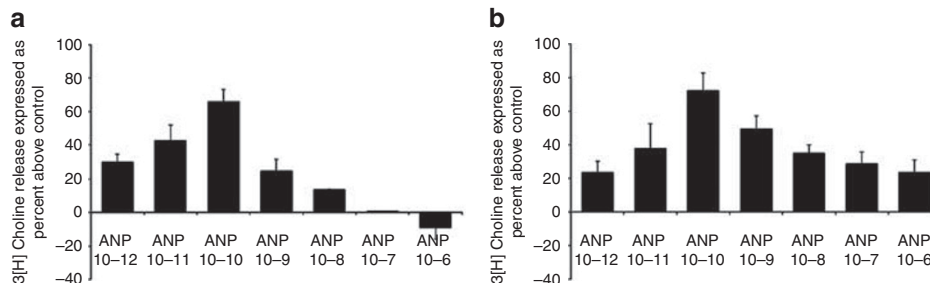 a
3[H] Choline release expressed as
percent above control
100
80
60
40
20
0
–20
–40
ANP ANP ANP ANP ANP ANP ANP
10–12 10–11 10–10 10–9 10–8 10–7 10–6
b
3[H] Choline release expressed as
percent above control
100
80
60
40
20
0
–20
–40
ANP ANP ANP ANP ANP ANP ANP
10–12 10–11 10–10 10–9 10–8 10–7 10–6